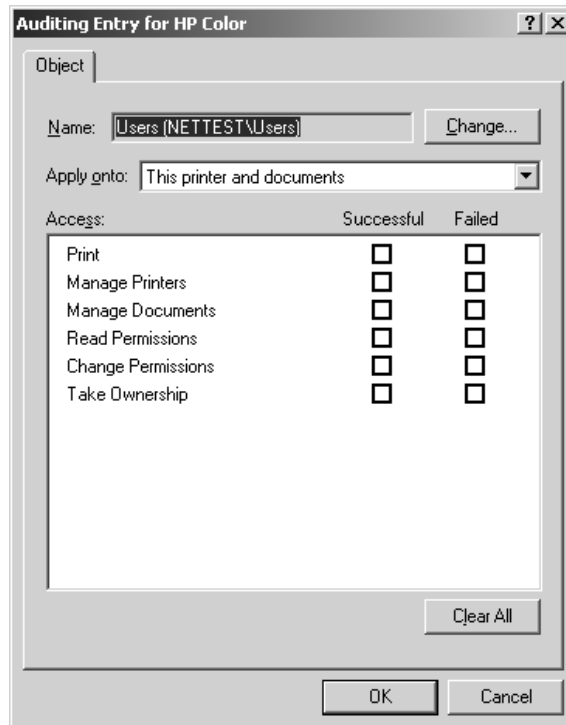 Auditing Entry for HP Color
Object
Name: Users (NETTEST\Users) Change...
Apply onto: This printer and documents
Access: Successful Failed
Print
Manage Printers
Manage Documents
Read Permissions
Change Permissions
Take Ownership
Clear All
OK Cancel